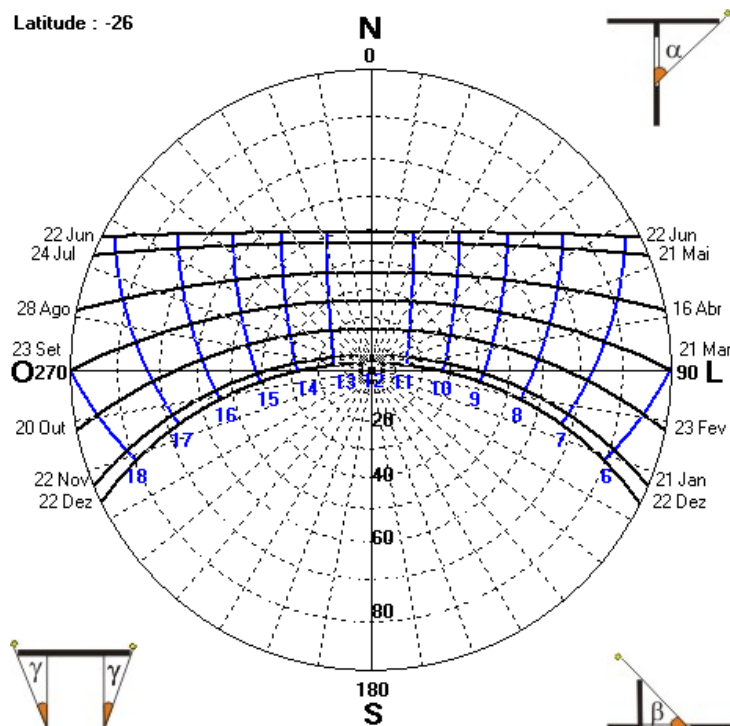 Latitude : -26
N
0
α
22 Jun
22 Jun
24 Jul
21 Mai
28 Ago
16 Abr
23 Set
21 Mar
O 270
90 L
13 12 11
14
10
15
9
16
8
20 Out
20
23 Fev
17
7
22 Nov
18
40
6
21 Jan
22 Dez
22 Dez
60
80
γ
γ
β
180
S